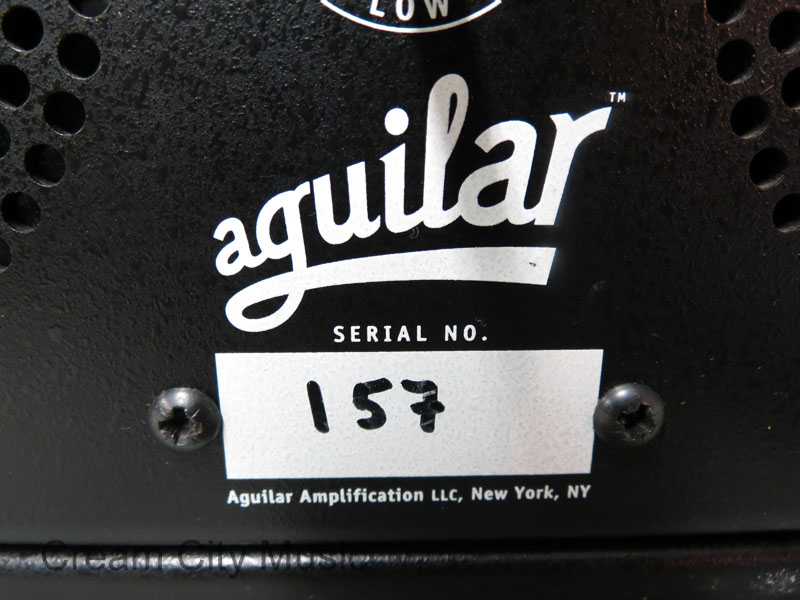 LOW
aguilar™
SERIAL NO.
157
Aguilar Amplification LLC, New York, NY
Cream City Music